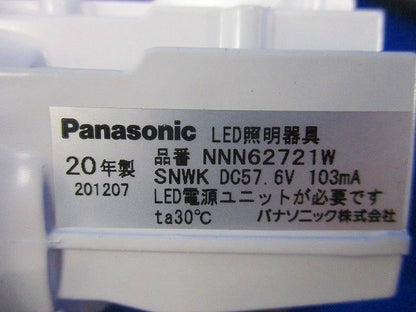 Panasonic LED照明器具
20年製 品番 NNN62721W
201207 SNWK DC57.6V 103mA
LED電源ユニットが必要です
ta30℃ パナソニック株式会社